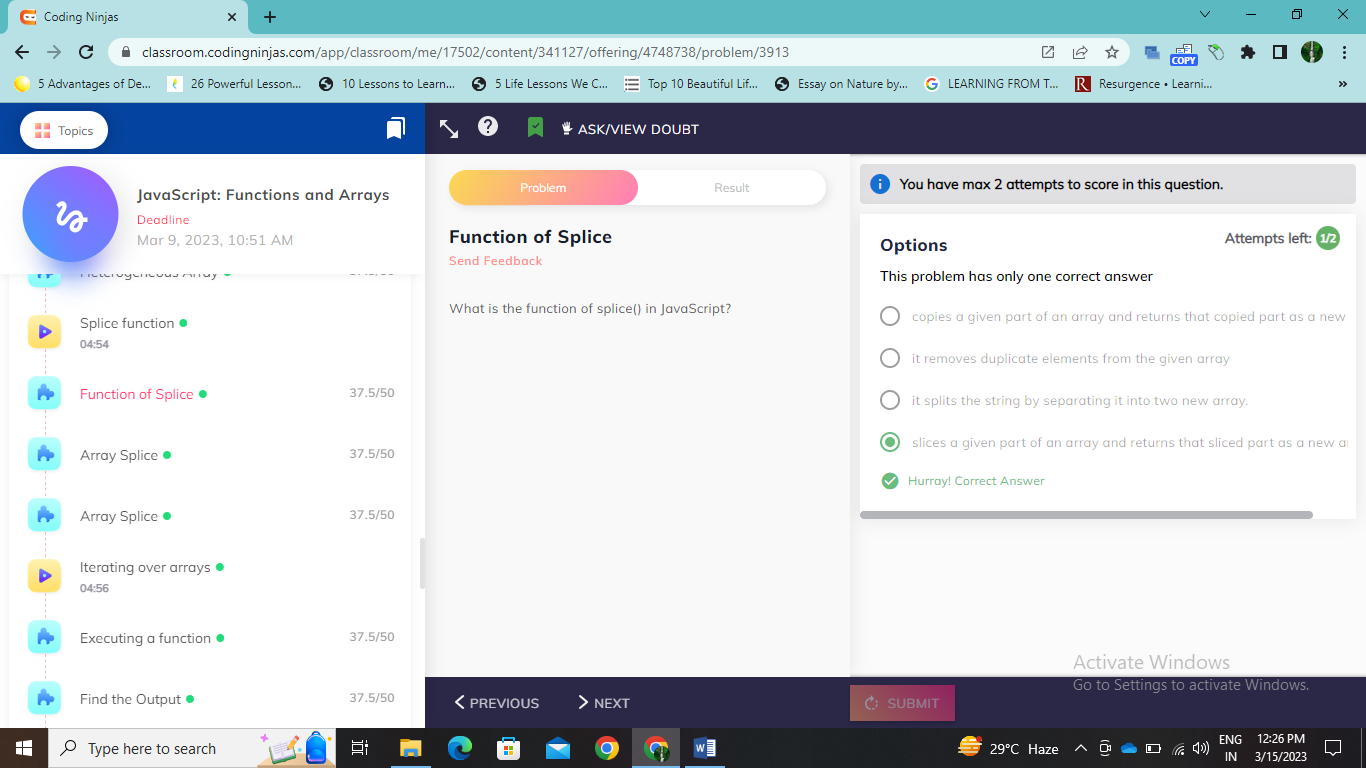 Coding Ninjas
classroom.codingninjas.com/app/classroom/me/17502/content/341127/offering/4748738/problem/3913
COPY
5 Advantages of De...
26 Powerful Lesson...
10 Lessons to Learn...
5 Life Lessons We C...
Top 10 Beautiful Lif...
Essay on Nature by...
LEARNING FROM T...
Resurgence • Learni...
Topics
JavaScript: Functions and Arrays
Deadline
Mar 9, 2023, 10:51 AM
Heterogeneous Array
37.5/50
Splice function
04:54
Function of Splice
37.5/50
Array Splice
37.5/50
Array Splice
37.5/50
Iterating over arrays
04:56
Executing a function
37.5/50
Find the Output
37.5/50
ASK/VIEW DOUBT
Problem
Result
Function of Splice
Send Feedback
What is the function of splice() in JavaScript?
PREVIOUS
NEXT
You have max 2 attempts to score in this question.
Options
Attempts left: 1/2
This problem has only one correct answer
copies a given part of an array and returns that copied part as a new
it removes duplicate elements from the given array
it splits the string by separating it into two new array.
slices a given part of an array and returns that sliced part as a new a
Hurray! Correct Answer
Activate Windows
Go to Settings to activate Windows.
SUBMIT
Type here to search
29°C Haze
ENG
IN
12:26 PM
3/15/2023